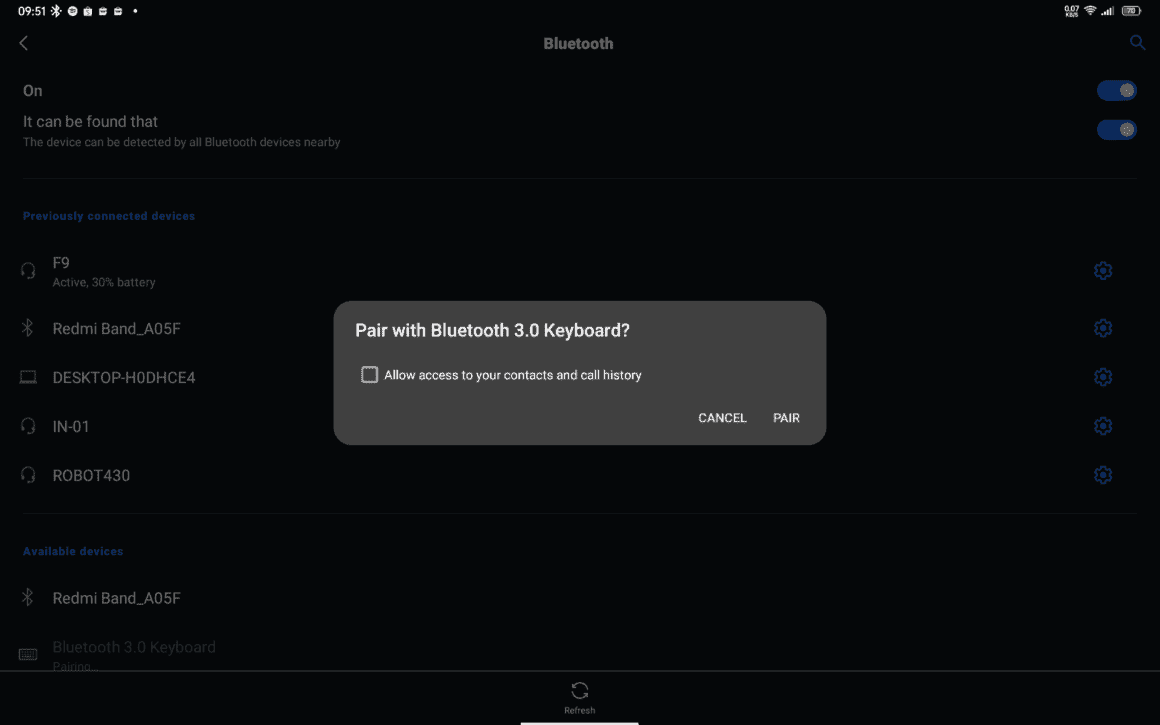 09:51
0.07
KB/S
70
Bluetooth
On
It can be found that
The device can be detected by all Bluetooth devices nearby
Previously connected devices
F9
Active, 30% battery
Redmi Band_A05F
DESKTOP-H0DHCE4
IN-01
ROBOT430
Pair with Bluetooth 3.0 Keyboard?
Allow access to your contacts and call history
CANCEL PAIR
Available devices
Redmi Band_A05F
Bluetooth 3.0 Keyboard
Pairing...
Refresh